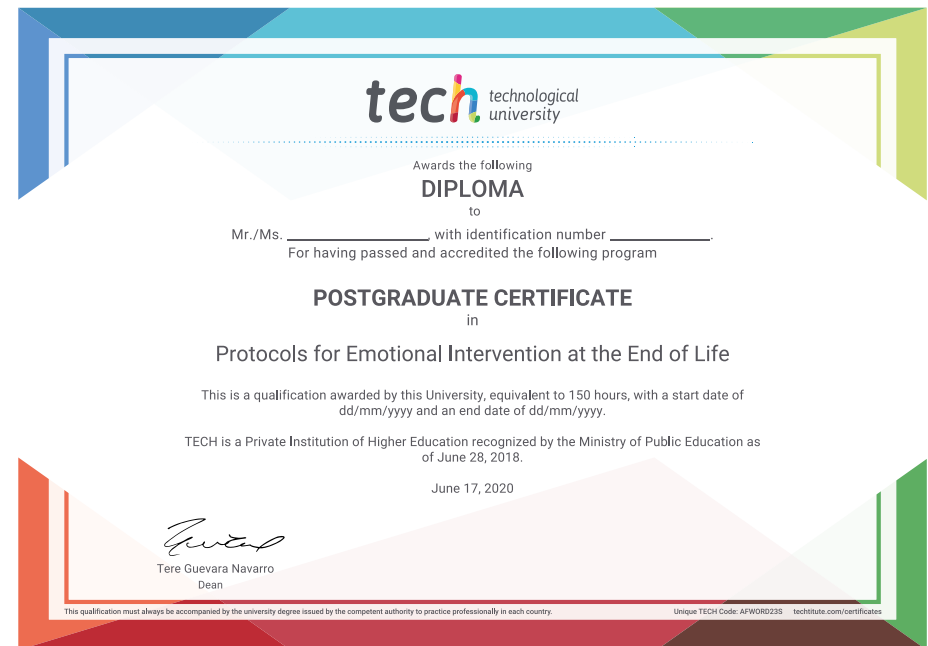 tech technological
university
Awards the following
DIPLOMA
to
Mr./Ms. ____________, with identification number ____________.
For having passed and accredited the following program
POSTGRADUATE CERTIFICATE
in
Protocols for Emotional Intervention at the End of Life
This is a qualification awarded by this University, equivalent to 150 hours, with a start date of
dd/mm/yyyy and an end date of dd/mm/yyyy.
TECH is a Private Institution of Higher Education recognized by the Ministry of Public Education as
of June 28, 2018.
June 17, 2020
Tere Guevara Navarro
Dean
This qualification must always be accompanied by the university degree issued by the competent authority to practice professionally in each country.
Unique TECH Code: AFWORD23S techtitute.com/certificates